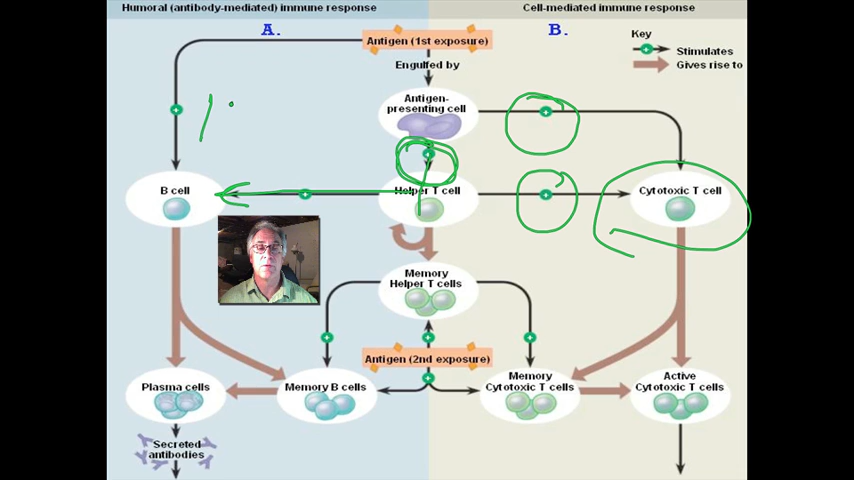 Humoral (antibody-mediated) immune response
Cell-mediated immune response
A.
B.
Antigen (1st exposure)
Key
Stimulates
Gives rise to
Engulfed by
Antigen-
presenting cell
1.
B cell
Helper T cell
Cytotoxic T cell
Memory
Helper T cells
Antigen (2nd exposure)
Plasma cells
Memory B cells
Memory
Cytotoxic T cells
Active
Cytotoxic T cells
Secreted
antibodies